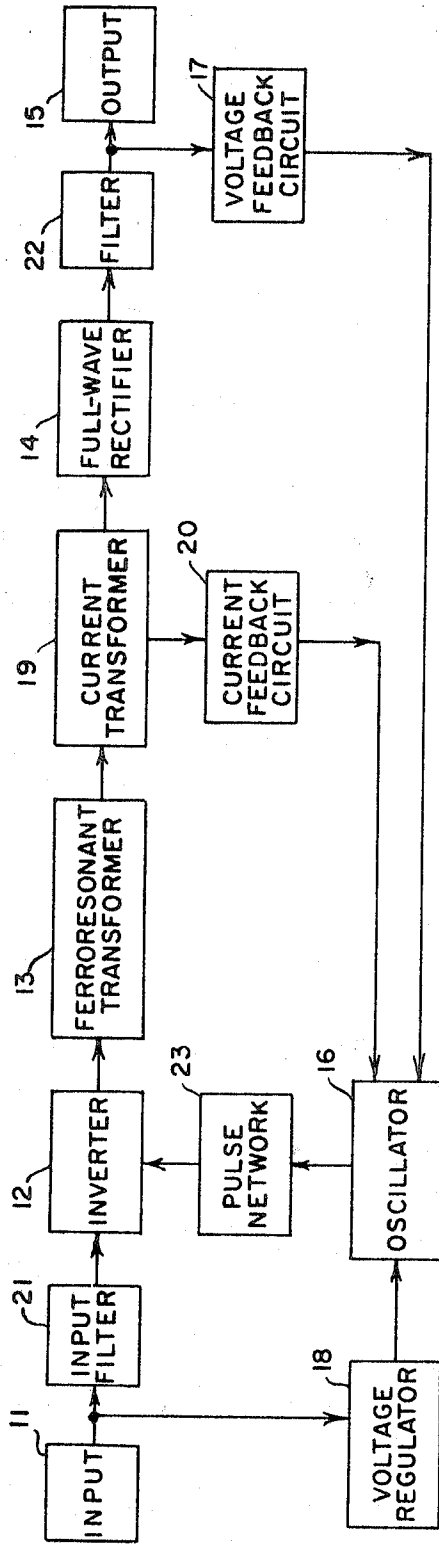 11
INPUT
21
INPUT
FILTER
12
INVERTER
13
FERRORESONANT
TRANSFORMER
19
CURRENT
TRANSFORMER
14
FULL-WAVE
RECTIFIER
22
FILTER
15
OUTPUT
23
PULSE
NETWORK
20
CURRENT
FEEDBACK
CIRCUIT
17
VOLTAGE
FEEDBACK
CIRCUIT
18
VOLTAGE
REGULATOR
16
OSCILLATOR